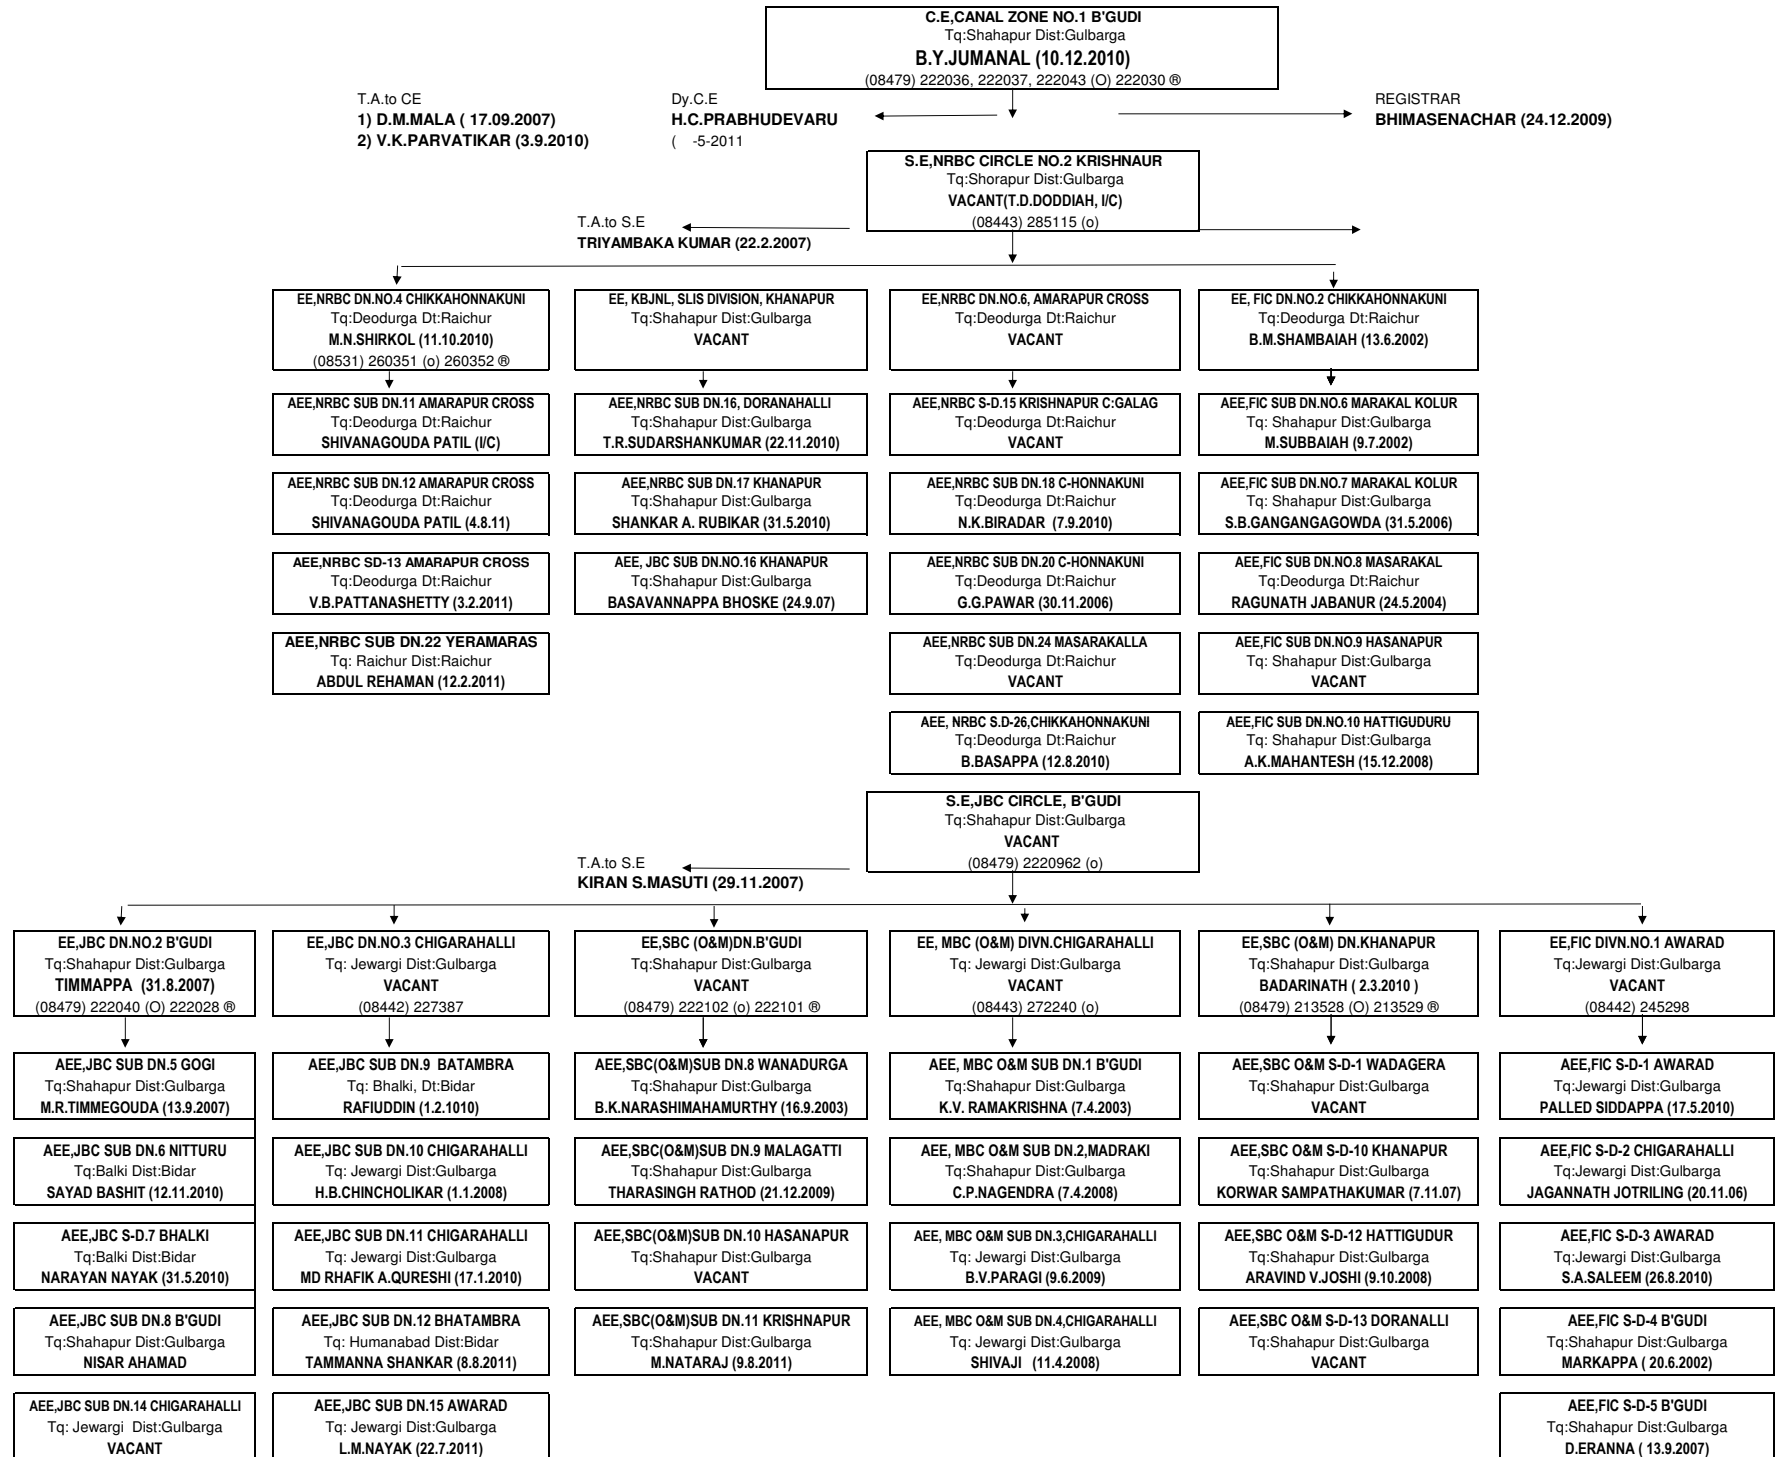 C.E,CANAL ZONE NO.1 B'GUDI
Tq:Shahapur Dist:Gulbarga
B.Y.JUMANAL (10.12.2010)
(08479) 222036, 222037, 222043 (O) 222030 ®
T.A.to CE
1) D.M.MALA ( 17.09.2007)
2) V.K.PARVATIKAR (3.9.2010)
Dy.C.E
H.C.PRABHUDEVARU
( -5-2011
REGISTRAR
BHIMASENACHAR (24.12.2009)
S.E,NRBC CIRCLE NO.2 KRISHNAUR
Tq:Shorapur Dist:Gulbarga
VACANT(T.D.DODDIAH, I/C)
(08443) 285115 (o)
T.A.to S.E
TRIYAMBAKA KUMAR (22.2.2007)
EE,NRBC DN.NO.4 CHIKKAHONNAKUNI
Tq:Deodurga Dt:Raichur
M.N.SHIRKOL (11.10.2010)
(08531) 260351 (o) 260352 ®
EE, KBJNL, SLIS DIVISION, KHANAPUR
Tq:Shahapur Dist:Gulbarga
VACANT
EE,NRBC DN.NO.6, AMARAPUR CROSS
Tq:Deodurga Dt:Raichur
VACANT
EE, FIC DN.NO.2 CHIKKAHONNAKUNI
Tq:Deodurga Dt:Raichur
B.M.SHAMBAIAH (13.6.2002)
AEE,NRBC SUB DN.11 AMARAPUR CROSS
Tq:Deodurga Dt:Raichur
SHIVANAGOUDA PATIL (I/C)
AEE,NRBC SUB DN.16, DORANAHALLI
Tq:Shahapur Dist:Gulbarga
T.R.SUDARSHANKUMAR (22.11.2010)
AEE,NRBC S-D.15 KRISHNAPUR C:GALAG
Tq:Deodurga Dt:Raichur
VACANT
AEE,FIC SUB DN.NO.6 MARAKAL KOLUR
Tq: Shahapur Dist:Gulbarga
M.SUBBAIAH (9.7.2002)
AEE,NRBC SUB DN.12 AMARAPUR CROSS
Tq:Deodurga Dt:Raichur
SHIVANAGOUDA PATIL (4.8.11)
AEE,NRBC SUB DN.17 KHANAPUR
Tq:Shahapur Dist:Gulbarga
SHANKAR A. RUBIKAR (31.5.2010)
AEE,NRBC SUB DN.18 C-HONNAKUNI
Tq:Deodurga Dt:Raichur
N.K.BIRADAR (7.9.2010)
AEE,FIC SUB DN.NO.7 MARAKAL KOLUR
Tq: Shahapur Dist:Gulbarga
S.B.GANGANGAGOWDA (31.5.2006)
AEE,NRBC SD-13 AMARAPUR CROSS
Tq:Deodurga Dt:Raichur
V.B.PATTANASHETTY (3.2.2011)
AEE, JBC SUB DN.NO.16 KHANAPUR
Tq:Shahapur Dist:Gulbarga
BASAVANNAPPA BHOSKE (24.9.07)
AEE,NRBC SUB DN.20 C-HONNAKUNI
Tq:Deodurga Dt:Raichur
G.G.PAWAR (30.11.2006)
AEE,FIC SUB DN.NO.8 MASARAKAL
Tq:Deodurga Dt:Raichur
RAGUNATH JABANUR (24.5.2004)
AEE,NRBC SUB DN.22 YERAMARAS
Tq: Raichur Dist:Raichur
ABDUL REHAMAN (12.2.2011)
AEE,NRBC SUB DN.24 MASARAKALLA
Tq:Deodurga Dt:Raichur
VACANT
AEE,FIC SUB DN.NO.9 HASANAPUR
Tq: Shahapur Dist:Gulbarga
VACANT
AEE, NRBC S.D-26,CHIKKAHONNAKUNI
Tq:Deodurga Dt:Raichur
B.BASAPPA (12.8.2010)
AEE,FIC SUB DN.NO.10 HATTIGUDURU
Tq: Shahapur Dist:Gulbarga
A.K.MAHANTESH (15.12.2008)
S.E,JBC CIRCLE, B'GUDI
Tq:Shahapur Dist:Gulbarga
VACANT
(08479) 2220962 (o)
T.A.to S.E
KIRAN S.MASUTI (29.11.2007)
EE,JBC DN.NO.2 B'GUDI
Tq:Shahapur Dist:Gulbarga
TIMMAPPA (31.8.2007)
(08479) 222040 (O) 222028 ®
EE,JBC DN.NO.3 CHIGARAHALLI
Tq: Jewargi Dist:Gulbarga
VACANT
(08442) 227387
EE,SBC (O&M)DN.B'GUDI
Tq:Shahapur Dist:Gulbarga
VACANT
(08479) 222102 (o) 222101 ®
EE, MBC (O&M) DIVN.CHIGARAHALLI
Tq: Jewargi Dist:Gulbarga
VACANT
(08443) 272240 (o)
EE,SBC (O&M) DN.KHANAPUR
Tq:Shahapur Dist:Gulbarga
BADARINATH ( 2.3.2010 )
(08479) 213528 (O) 213529 ®
EE,FIC DIVN.NO.1 AWARAD
Tq:Jewargi Dist:Gulbarga
VACANT
(08442) 245298
AEE,JBC SUB DN.5 GOGI
Tq:Shahapur Dist:Gulbarga
M.R.TIMMEGOUDA (13.9.2007)
AEE,JBC SUB DN.9 BATAMBRA
Tq: Bhalki, Dt:Bidar
RAFIUDDIN (1.2.1010)
AEE,SBC(O&M)SUB DN.8 WANADURGA
Tq:Shahapur Dist:Gulbarga
B.K.NARASHIMAHAMURTHY (16.9.2003)
AEE, MBC O&M SUB DN.1 B'GUDI
Tq:Shahapur Dist:Gulbarga
K.V. RAMAKRISHNA (7.4.2003)
AEE,SBC O&M S-D-1 WADAGERA
Tq:Shahapur Dist:Gulbarga
VACANT
AEE,FIC S-D-1 AWARAD
Tq:Jewargi Dist:Gulbarga
PALLED SIDDAPPA (17.5.2010)
AEE,JBC SUB DN.6 NITTURU
Tq:Balki Dist:Bidar
SAYAD BASHIT (12.11.2010)
AEE,JBC SUB DN.10 CHIGARAHALLI
Tq: Jewargi Dist:Gulbarga
H.B.CHINCHOLIKAR (1.1.2008)
AEE,SBC(O&M)SUB DN.9 MALAGATTI
Tq:Shahapur Dist:Gulbarga
THARASINGH RATHOD (21.12.2009)
AEE, MBC O&M SUB DN.2,MADRAKI
Tq:Shahapur Dist:Gulbarga
C.P.NAGENDRA (7.4.2008)
AEE,SBC O&M S-D-10 KHANAPUR
Tq:Shahapur Dist:Gulbarga
KORWAR SAMPATHAKUMAR (7.11.07)
AEE,FIC S-D-2 CHIGARAHALLI
Tq:Jewargi Dist:Gulbarga
JAGANNATH JOTRILING (20.11.06)
AEE,JBC S-D.7 BHALKI
Tq:Balki Dist:Bidar
NARAYAN NAYAK (31.5.2010)
AEE,JBC SUB DN.11 CHIGARAHALLI
Tq: Jewargi Dist:Gulbarga
MD RHAFIK A.QURESHI (17.1.2010)
AEE,SBC(O&M)SUB DN.10 HASANAPUR
Tq:Shahapur Dist:Gulbarga
VACANT
AEE, MBC O&M SUB DN.3,CHIGARAHALLI
Tq: Jewargi Dist:Gulbarga
B.V.PARAGI (9.6.2009)
AEE,SBC O&M S-D-12 HATTIGUDUR
Tq:Shahapur Dist:Gulbarga
ARAVIND V.JOSHI (9.10.2008)
AEE,FIC S-D-3 AWARAD
Tq:Jewargi Dist:Gulbarga
S.A.SALEEM (26.8.2010)
AEE,JBC SUB DN.8 B'GUDI
Tq:Shahapur Dist:Gulbarga
NISAR AHAMAD
AEE,JBC SUB DN.12 BHATAMBRA
Tq: Humanabad Dist:Bidar
TAMMANNA SHANKAR (8.8.2011)
AEE,SBC(O&M)SUB DN.11 KRISHNAPUR
Tq:Shahapur Dist:Gulbarga
M.NATARAJ (9.8.2011)
AEE, MBC O&M SUB DN.4,CHIGARAHALLI
Tq: Jewargi Dist:Gulbarga
SHIVAJI (11.4.2008)
AEE,SBC O&M S-D-13 DORANALLI
Tq:Shahapur Dist:Gulbarga
VACANT
AEE,FIC S-D-4 B'GUDI
Tq:Shahapur Dist:Gulbarga
MARKAPPA ( 20.6.2002)
AEE,JBC SUB DN.14 CHIGARAHALLI
Tq: Jewargi Dist:Gulbarga
VACANT
AEE,JBC SUB DN.15 AWARAD
Tq: Jewargi Dist:Gulbarga
L.M.NAYAK (22.7.2011)
AEE,FIC S-D-5 B'GUDI
Tq:Shahapur Dist:Gulbarga
D.ERANNA ( 13.9.2007)